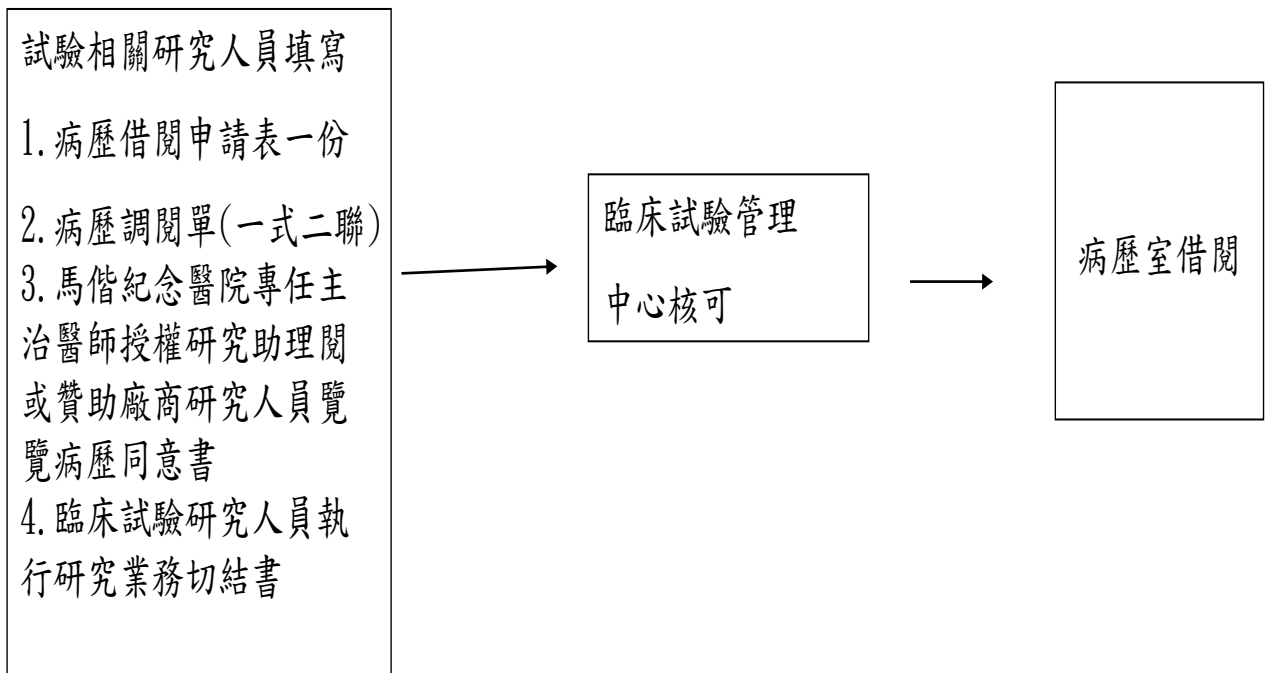 試驗相關研究人員填寫
1.病歷借閱申請表一份
2.病歷調閱單(一式二聯)
3.馬偕紀念醫院專任主
治醫師授權研究助理閱
或贊助廠商研究人員覽
覽病歷同意書
4.臨床試驗研究人員執
行研究業務切結書
臨床試驗管理
中心核可
病歷室借閱